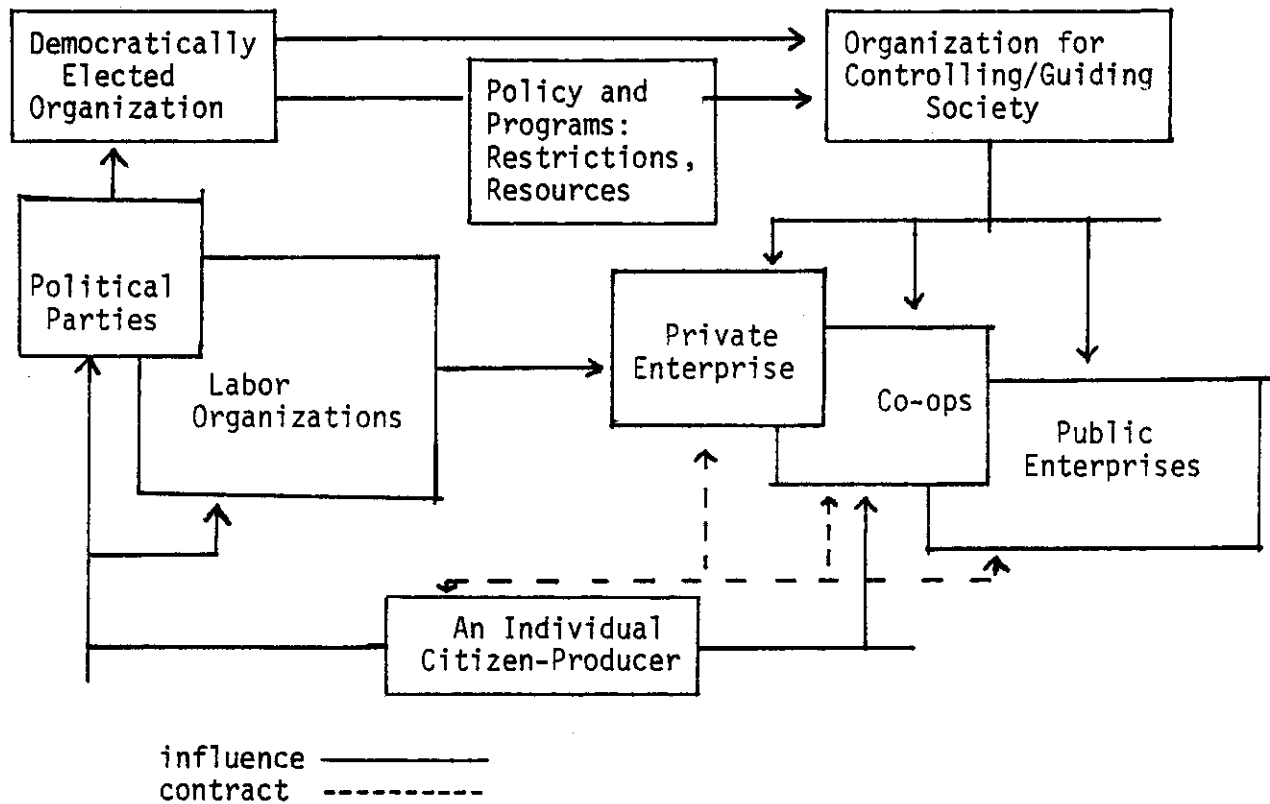 Democratically
Elected
Organization
Organization for
Controlling/Guiding
Society
Policy and
Programs:
Restrictions,
Resources
Political
Parties
Labor
Organizations
Private
Enterprise
Co-ops
Public
Enterprises
An Individual
Citizen-Producer
influence
contract